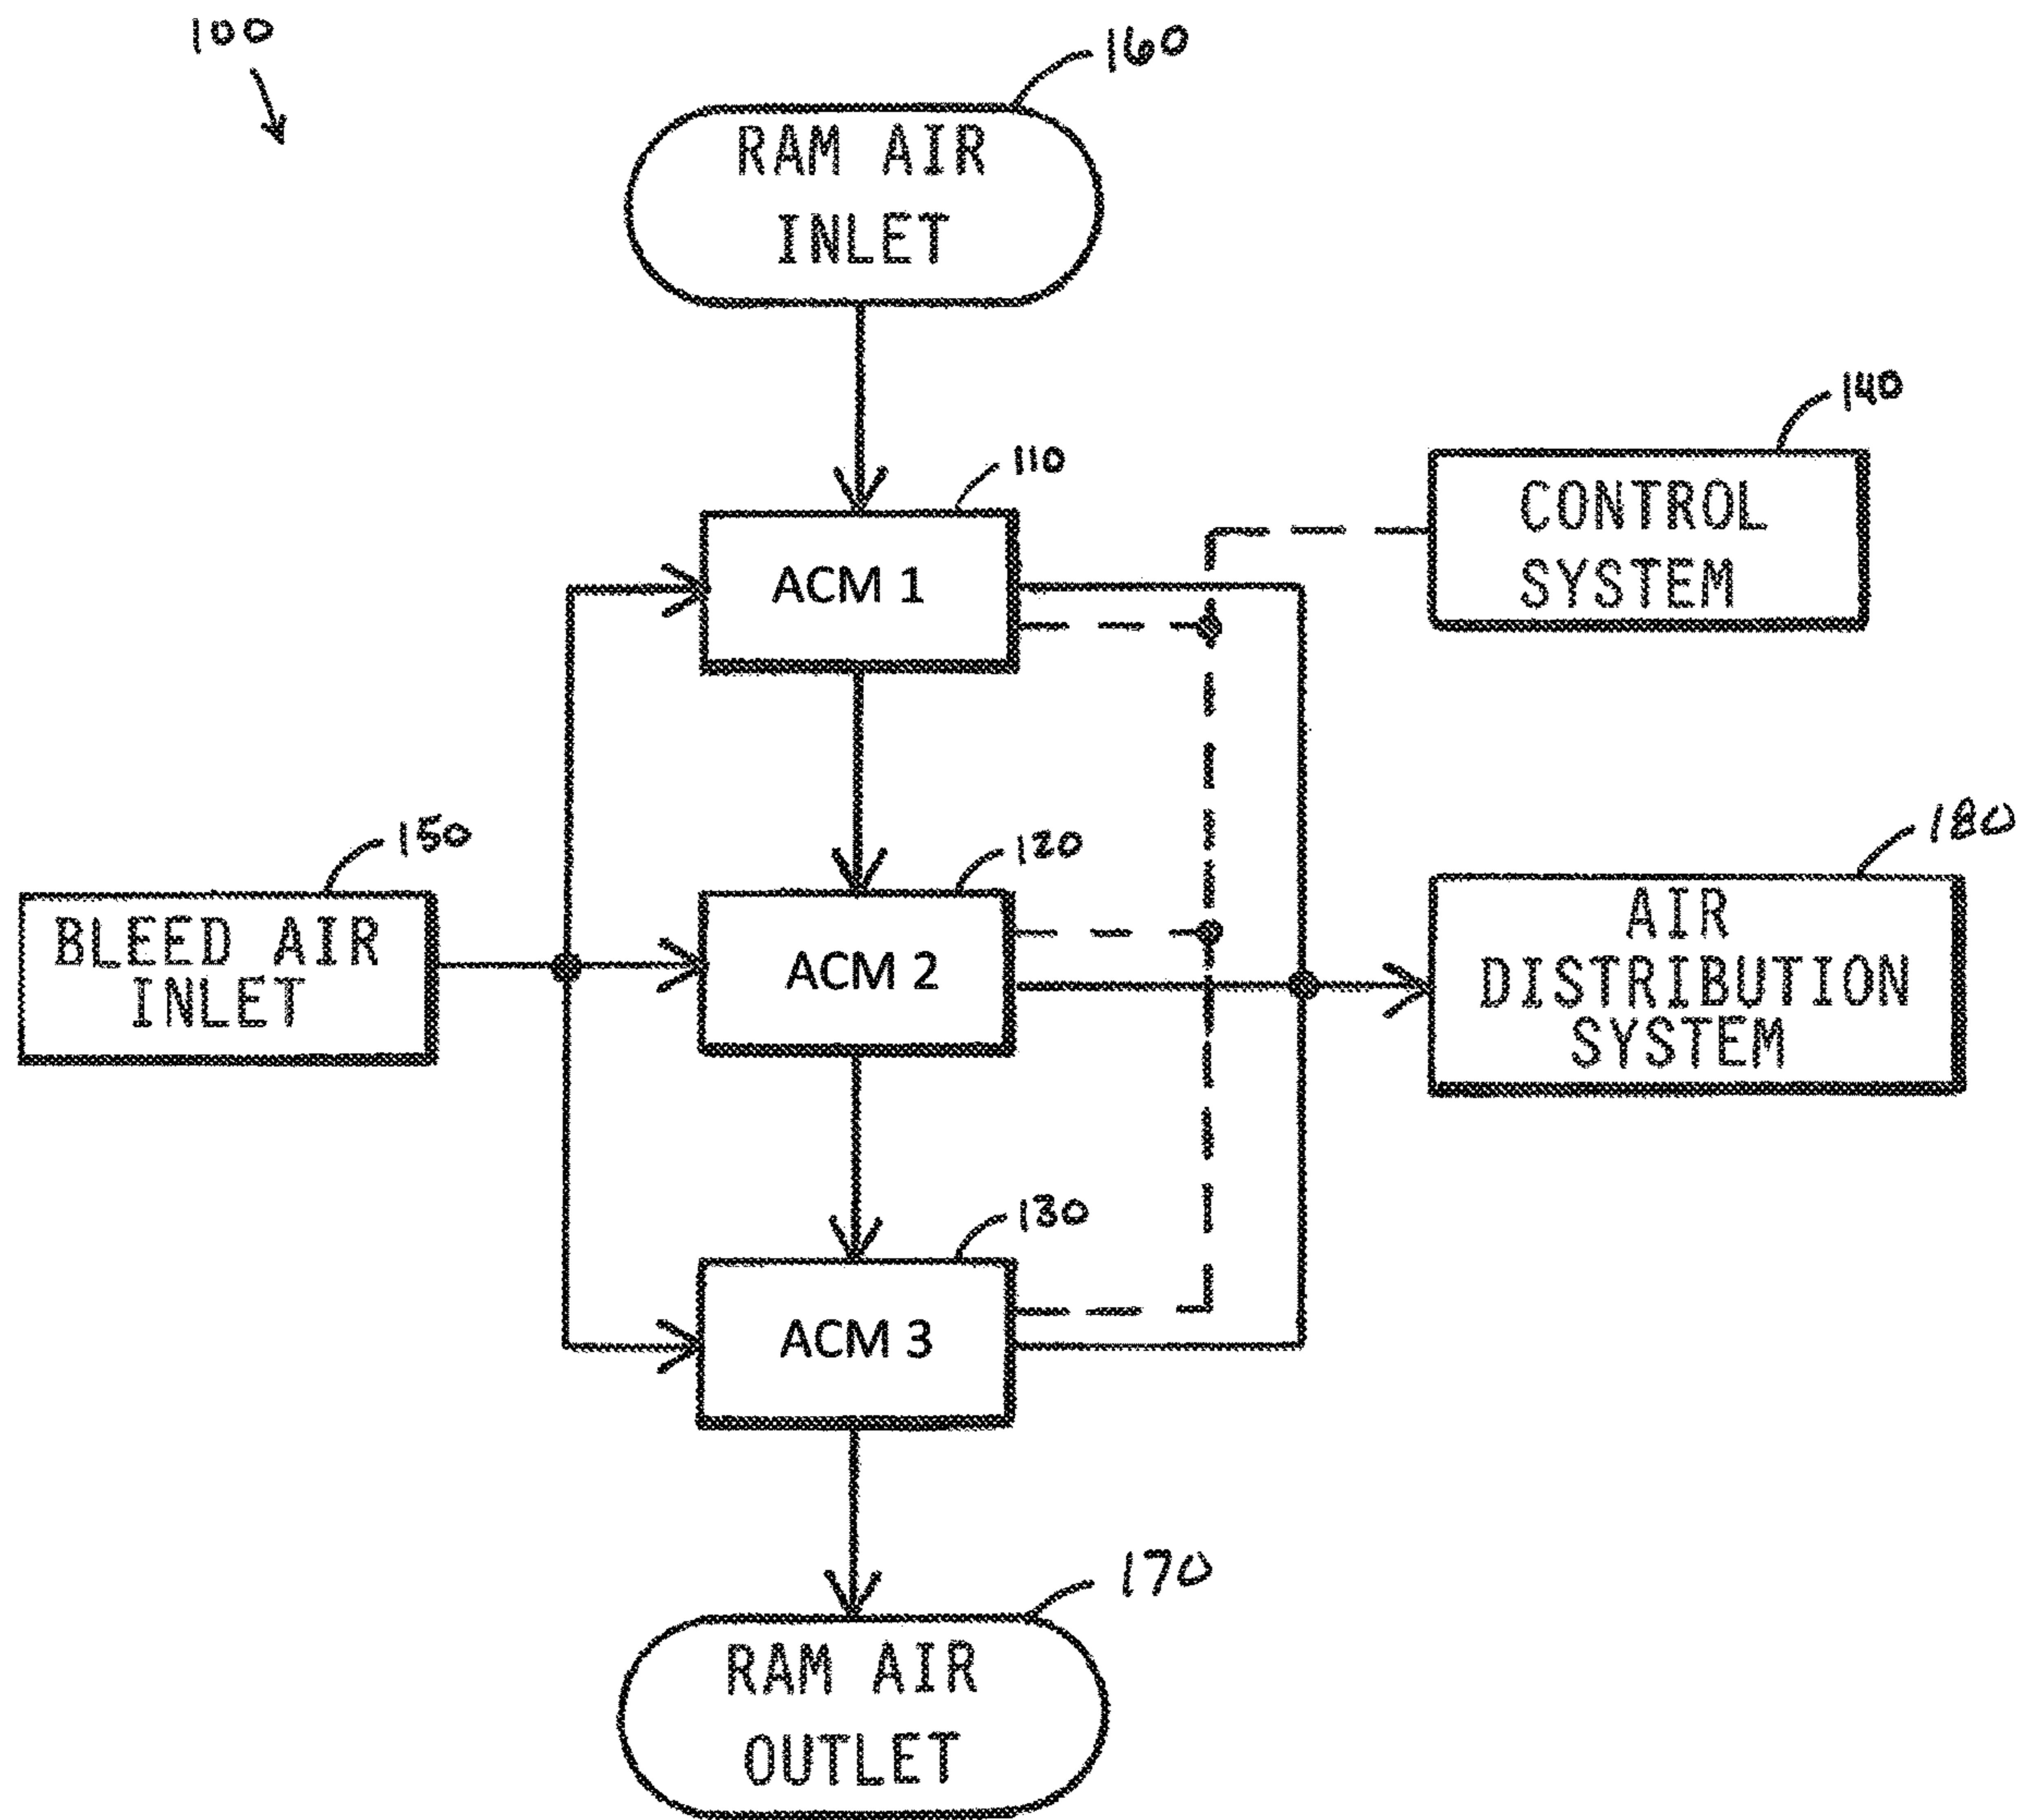 100
160
RAM AIR
INLET
140
110
CONTROL
SYSTEM
ACM 1
150
120
180
BLEED AIR
INLET
ACM 2
AIR
DISTRIBUTION
SYSTEM
130
ACM 3
170
RAM AIR
OUTLET